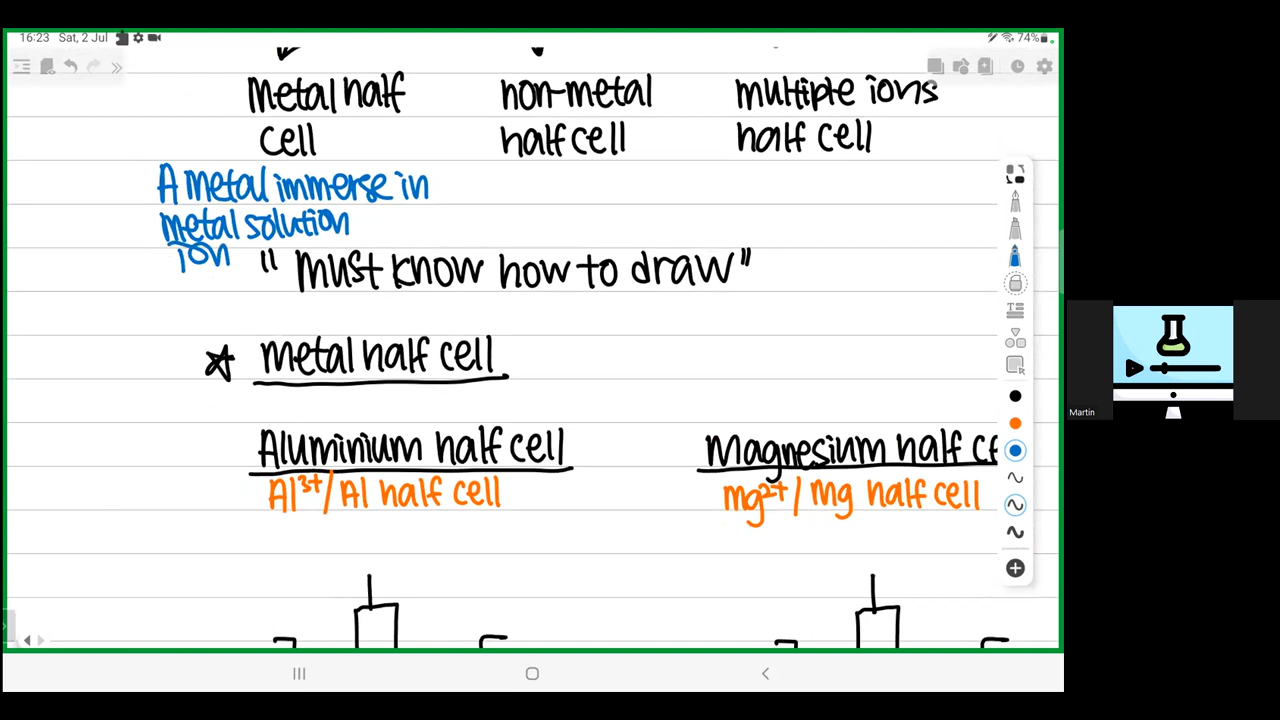 16:23 Sat, 2 Jul
74%
metal half non-metal multiple ions
cell half cell half cell
A metal immerse in
metal solution
ion
" must know how to draw"
metal half cell
Aluminium half cell Magnesium half ce
Al³⁺/Al half cell mg²⁺/mg half cell
Martin